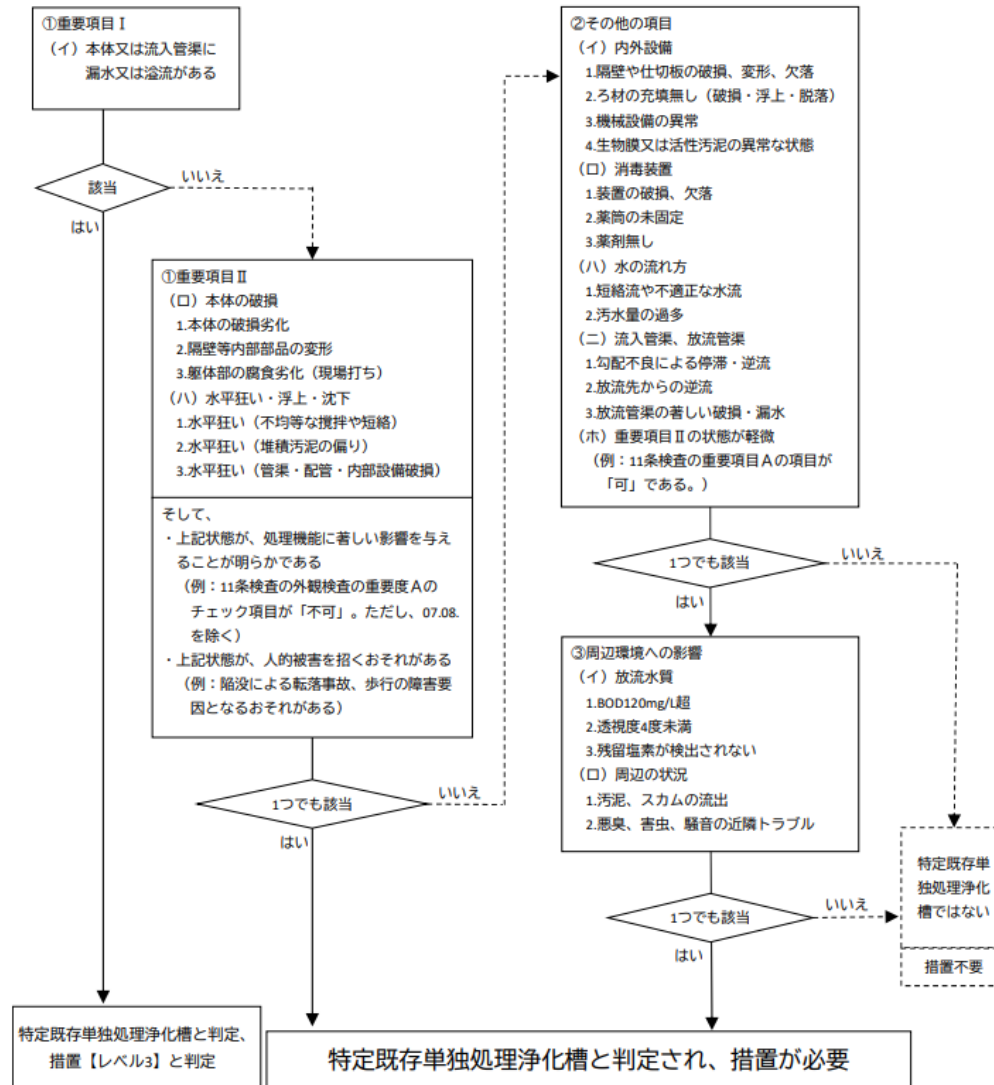 ①重要項目Ⅰ
（イ）本体又は流入管渠に
漏水又は溢流がある
該当
いいえ
はい
①重要項目Ⅱ
（ロ）本体の破損
1.本体の破損劣化
2.隔壁等内部部品の変形
3.躯体部の腐食劣化（現場打ち）
（ハ）水平狂い・浮上・沈下
1.水平狂い（不均等な撹拌や短絡）
2.水平狂い（堆積汚泥の偏り）
3.水平狂い（管渠・配管・内部設備破損）
そして、
・上記状態が、処理機能に著しい影響を与え
ることが明らかである
（例：11条検査の外観検査の重要度Ａの
チェック項目が「不可」。ただし、07.08.
を除く）
・上記状態が、人的被害を招くおそれがある
（例：陥没による転落事故、歩行の障害要
因となるおそれがある）
1つでも該当
いいえ
はい
②その他の項目
（イ）内外設備
1.隔壁や仕切板の破損、変形、欠落
2.ろ材の充填無し（破損・浮上・脱落）
3.機械設備の異常
4.生物膜又は活性汚泥の異常な状態
（ロ）消毒装置
1.装置の破損、欠落
2.薬筒の未固定
3.薬剤無し
（ハ）水の流れ方
1.短絡流や不適正な水流
2.汚水量の過多
（ニ）流入管渠、放流管渠
1.勾配不良による停滞・逆流
2.放流先からの逆流
3.放流管渠の著しい破損・漏水
（ホ）重要項目Ⅱの状態が軽微
（例：11条検査の重要項目Ａの項目が
「可」である。）
1つでも該当
いいえ
はい
③周辺環境への影響
（イ）放流水質
1.BOD120mg/L超
2.透視度4度未満
3.残留塩素が検出されない
（ロ）周辺の状況
1.汚泥、スカムの流出
2.悪臭、害虫、騒音の近隣トラブル
1つでも該当
いいえ
はい
特定既存単
独処理浄化
槽ではない
措置不要
特定既存単独処理浄化槽と判定、
措置【レベル3】と判定
特定既存単独処理浄化槽と判定され、措置が必要